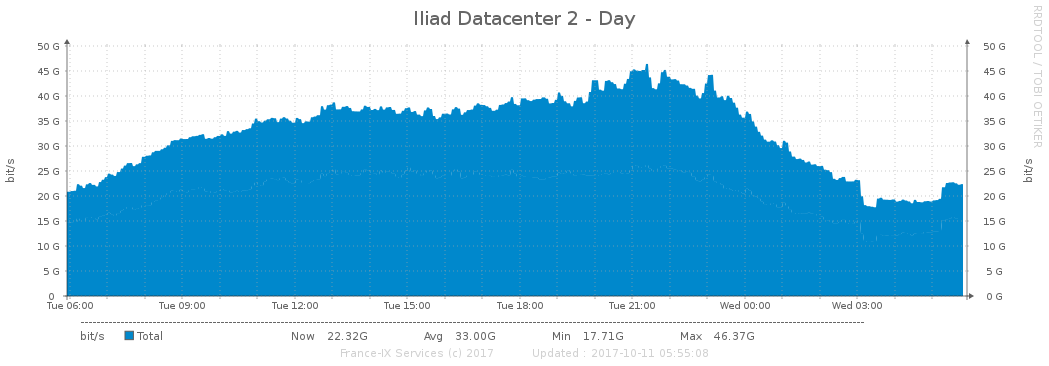 Iliad Datacenter 2 - Day
RRDTOOL / TOBI OETIKER
50 G 50 G
45 G 45 G
40 G 40 G
35 G 35 G
30 G 30 G
25 G 25 G
20 G 20 G
15 G 15 G
10 G 10 G
5 G 5 G
0 0 G
bit/s bit/s
Tue 06:00 Tue 09:00 Tue 12:00 Tue 15:00 Tue 18:00 Tue 21:00 Wed 00:00 Wed 03:00
bit/s Total Now 22.32G Avg 33.00G Min 17.71G Max 46.37G
France-IX Services (c) 2017 Updated : 2017-10-11 05:55:08